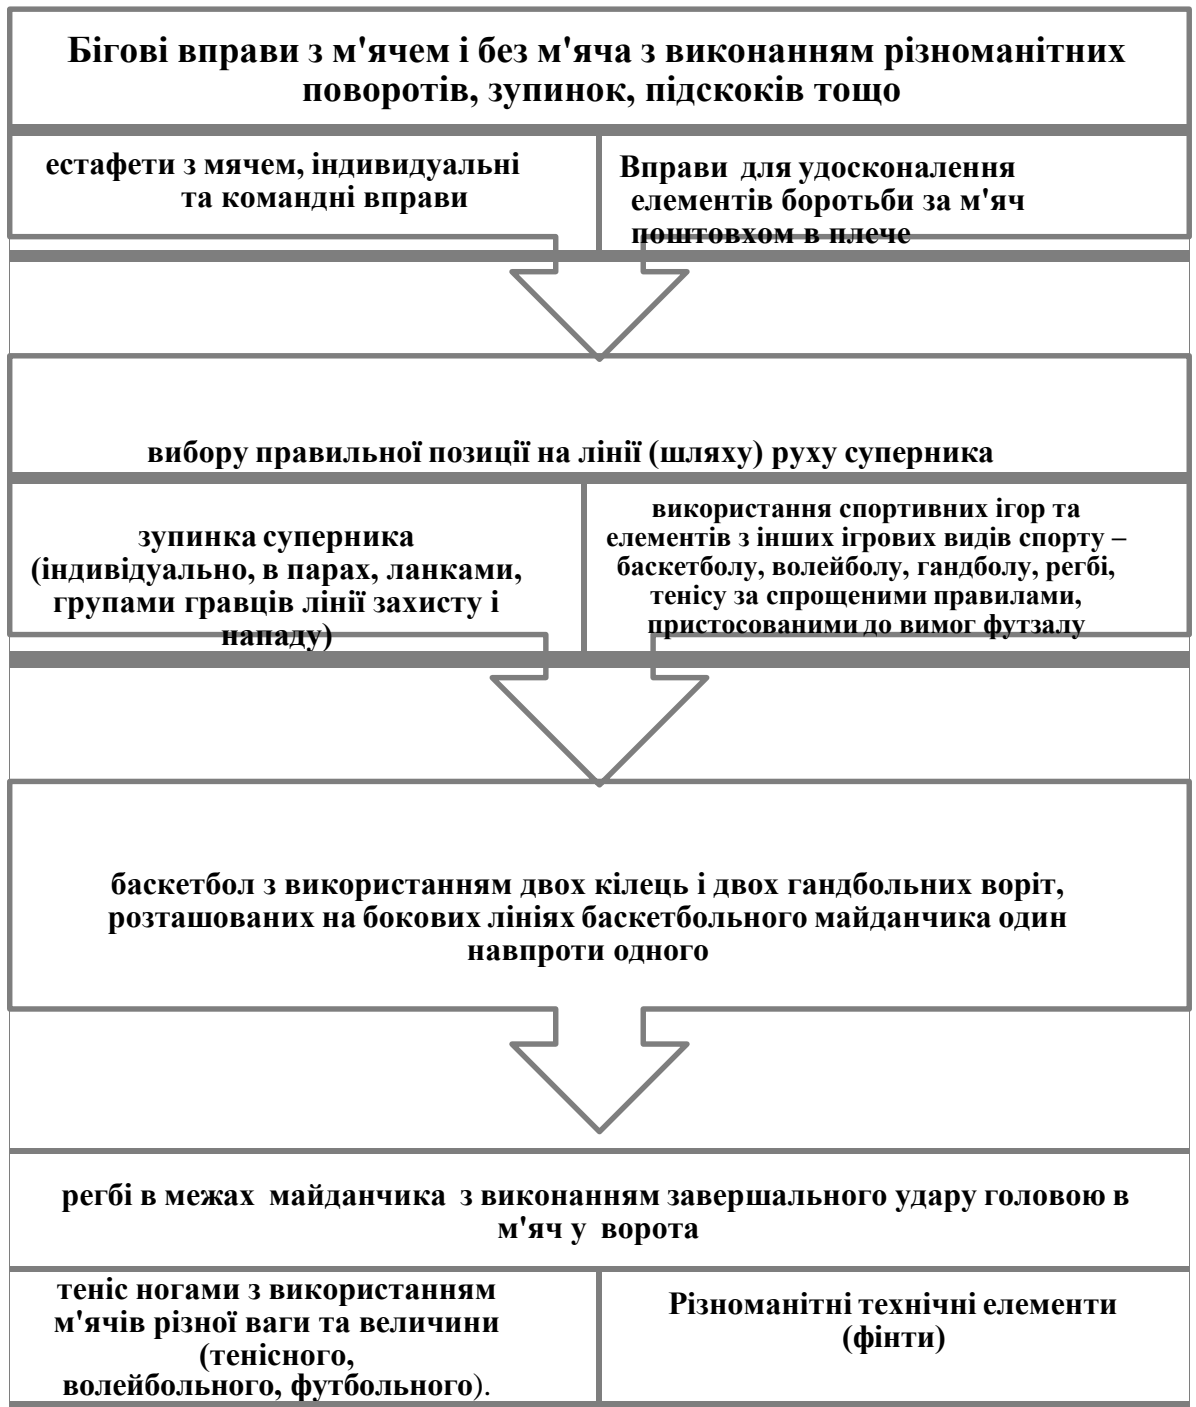 Бігові вправи з м'ячем і без м'яча з виконанням різноманітних
поворотів, зупинок, підскоків тощо
естафети з мячем, індивидуальні
та командні вправи
Вправи для удосконалення
елементів боротьби за м'яч
поштовхом в плече
вибору правильної позиції на лінії (шляху) руху суперника
зупинка суперника
(індивідуально, в парах, ланками,
групами гравців лінії захисту і
нападу)
використання спортивних ігор та
елементів з інших ігрових видів спорту –
баскетболу, волейболу, гандболу, регбі,
тенісу за спрощеними правилами,
пристосованими до вимог футзалу
баскетбол з використанням двох кілець і двох гандбольних воріт,
розташованих на бокових лініях баскетбольного майданчика один
навпроти одного
регбі в межах майданчика з виконанням завершального удару головою в
м'яч у ворота
теніс ногами з використанням
м'ячів різної ваги та величини
(тенісного,
волейбольного, футбольного).
Різноманітні технічні елементи
(фінти)